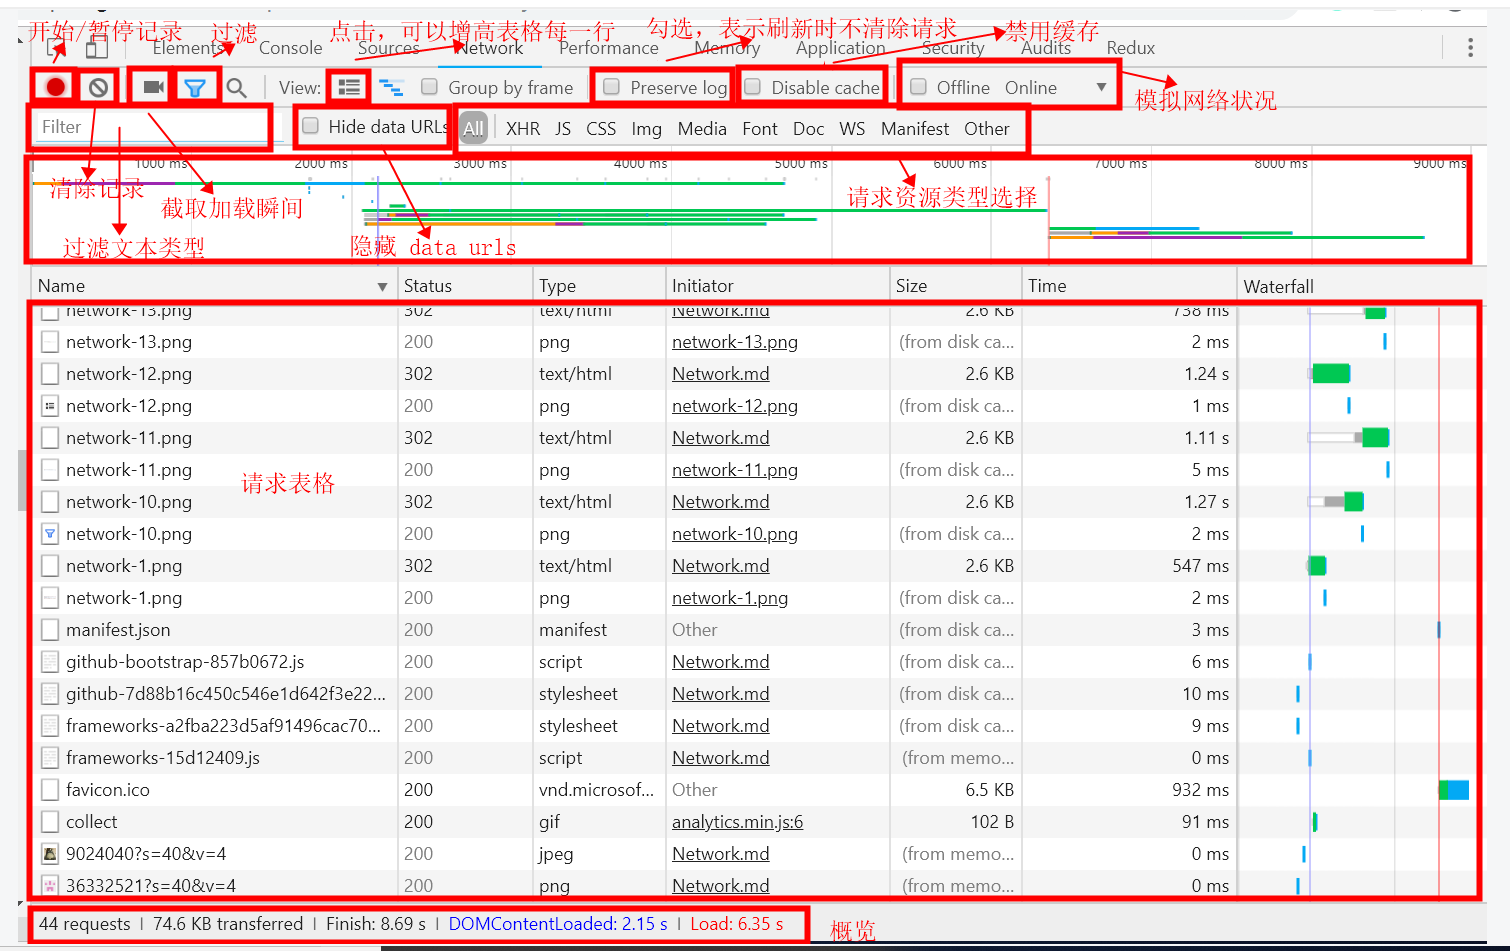 开始/暂停记录 过滤 点击，可以增高表格每一行 勾选，表示刷新时不清除请求 禁用缓存
Elements Console Sources Network Performance Memory Application Security Audits Redux
View: Group by frame Preserve log Disable cache Offline Online
模拟网络状况
Filter Hide data URLs All XHR JS CSS Img Media Font Doc WS Manifest Other
1000 ms 2000 ms 3000 ms 4000 ms 5000 ms 6000 ms 7000 ms 8000 ms 9000 ms
清除记录 截取加载瞬间 请求资源类型选择
过滤文本类型 隐藏 data urls
Name Status Type Initiator Size Time Waterfall
network-13.png 302 text/html Network.md 2.6 KB 738 ms
network-13.png 200 png network-13.png (from disk ca... 2 ms
network-12.png 302 text/html Network.md 2.6 KB 1.24 s
network-12.png 200 png network-12.png (from disk ca... 1 ms
network-11.png 302 text/html Network.md 2.6 KB 1.11 s
network-11.png 200 png network-11.png (from disk ca... 5 ms
请求表格
network-10.png 302 text/html Network.md 2.6 KB 1.27 s
network-10.png 200 png network-10.png (from disk ca... 2 ms
network-1.png 302 text/html Network.md 2.6 KB 547 ms
network-1.png 200 png network-1.png (from disk ca... 2 ms
manifest.json 200 manifest Other (from disk ca... 3 ms
github-bootstrap-857b0672.js 200 script Network.md (from disk ca... 6 ms
github-7d88b16c450c546e1d642f3e22... 200 stylesheet Network.md (from disk ca... 10 ms
frameworks-a2fba223d5af91496cac70... 200 stylesheet Network.md (from disk ca... 9 ms
frameworks-15d12409.js 200 script Network.md (from memo... 0 ms
favicon.ico 200 vnd.microsof... Other 6.5 KB 932 ms
collect 200 gif analytics.min.js:6 102 B 91 ms
9024040?s=40&v=4 200 jpeg Network.md (from memo... 0 ms
36332521?s=40&v=4 200 png Network.md (from memo... 0 ms
44 requests | 74.6 KB transferred | Finish: 8.69 s | DOMContentLoaded: 2.15 s | Load: 6.35 s 概览